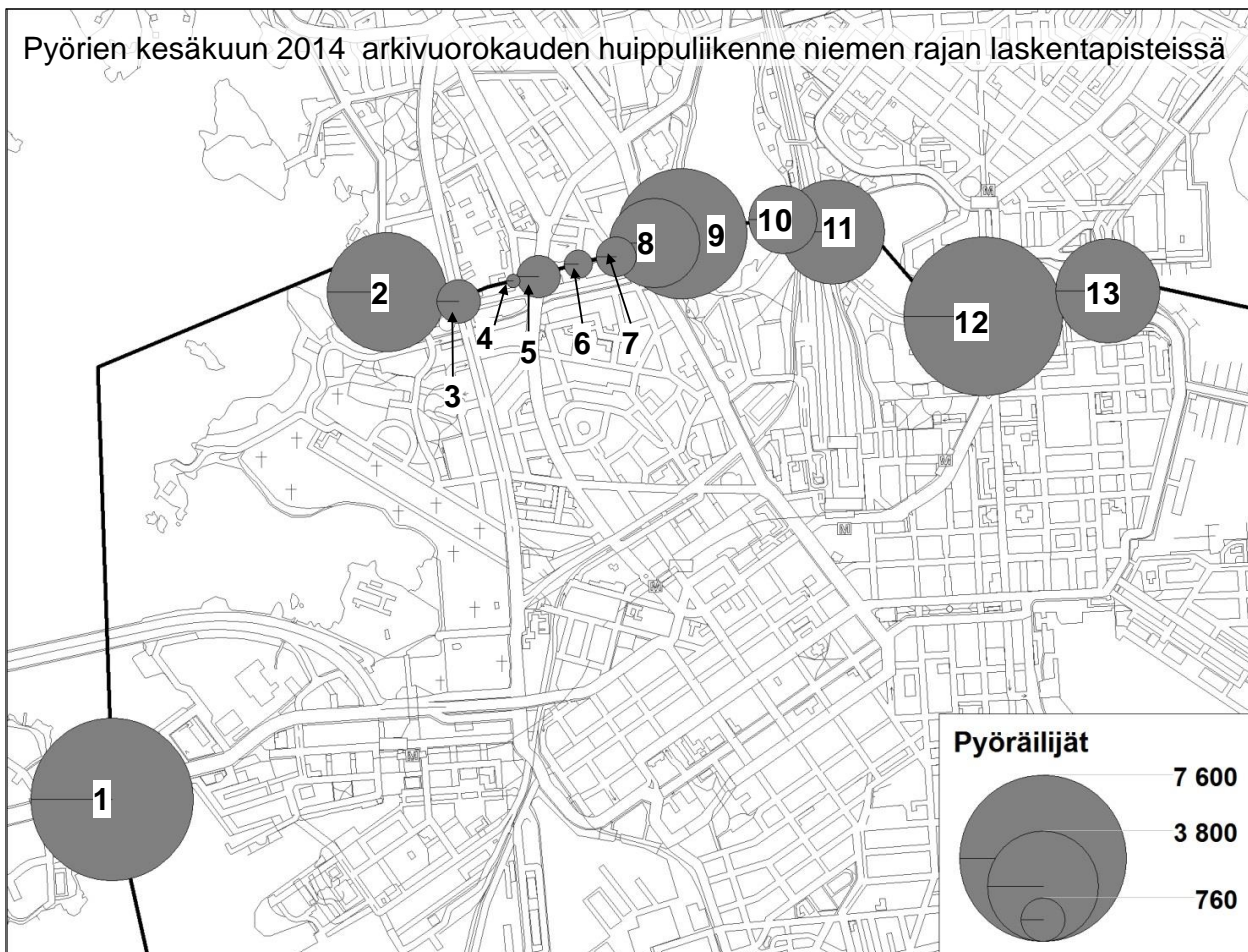 Pyörien kesäkuun 2014 arkivuorokauden huippuliikenne niemen rajan laskentapisteissä
M
10
8
9
11
2
13
12
4
6
7
5
3
M
M
M
M
Pyöräilijät
7 600
1
3 800
760